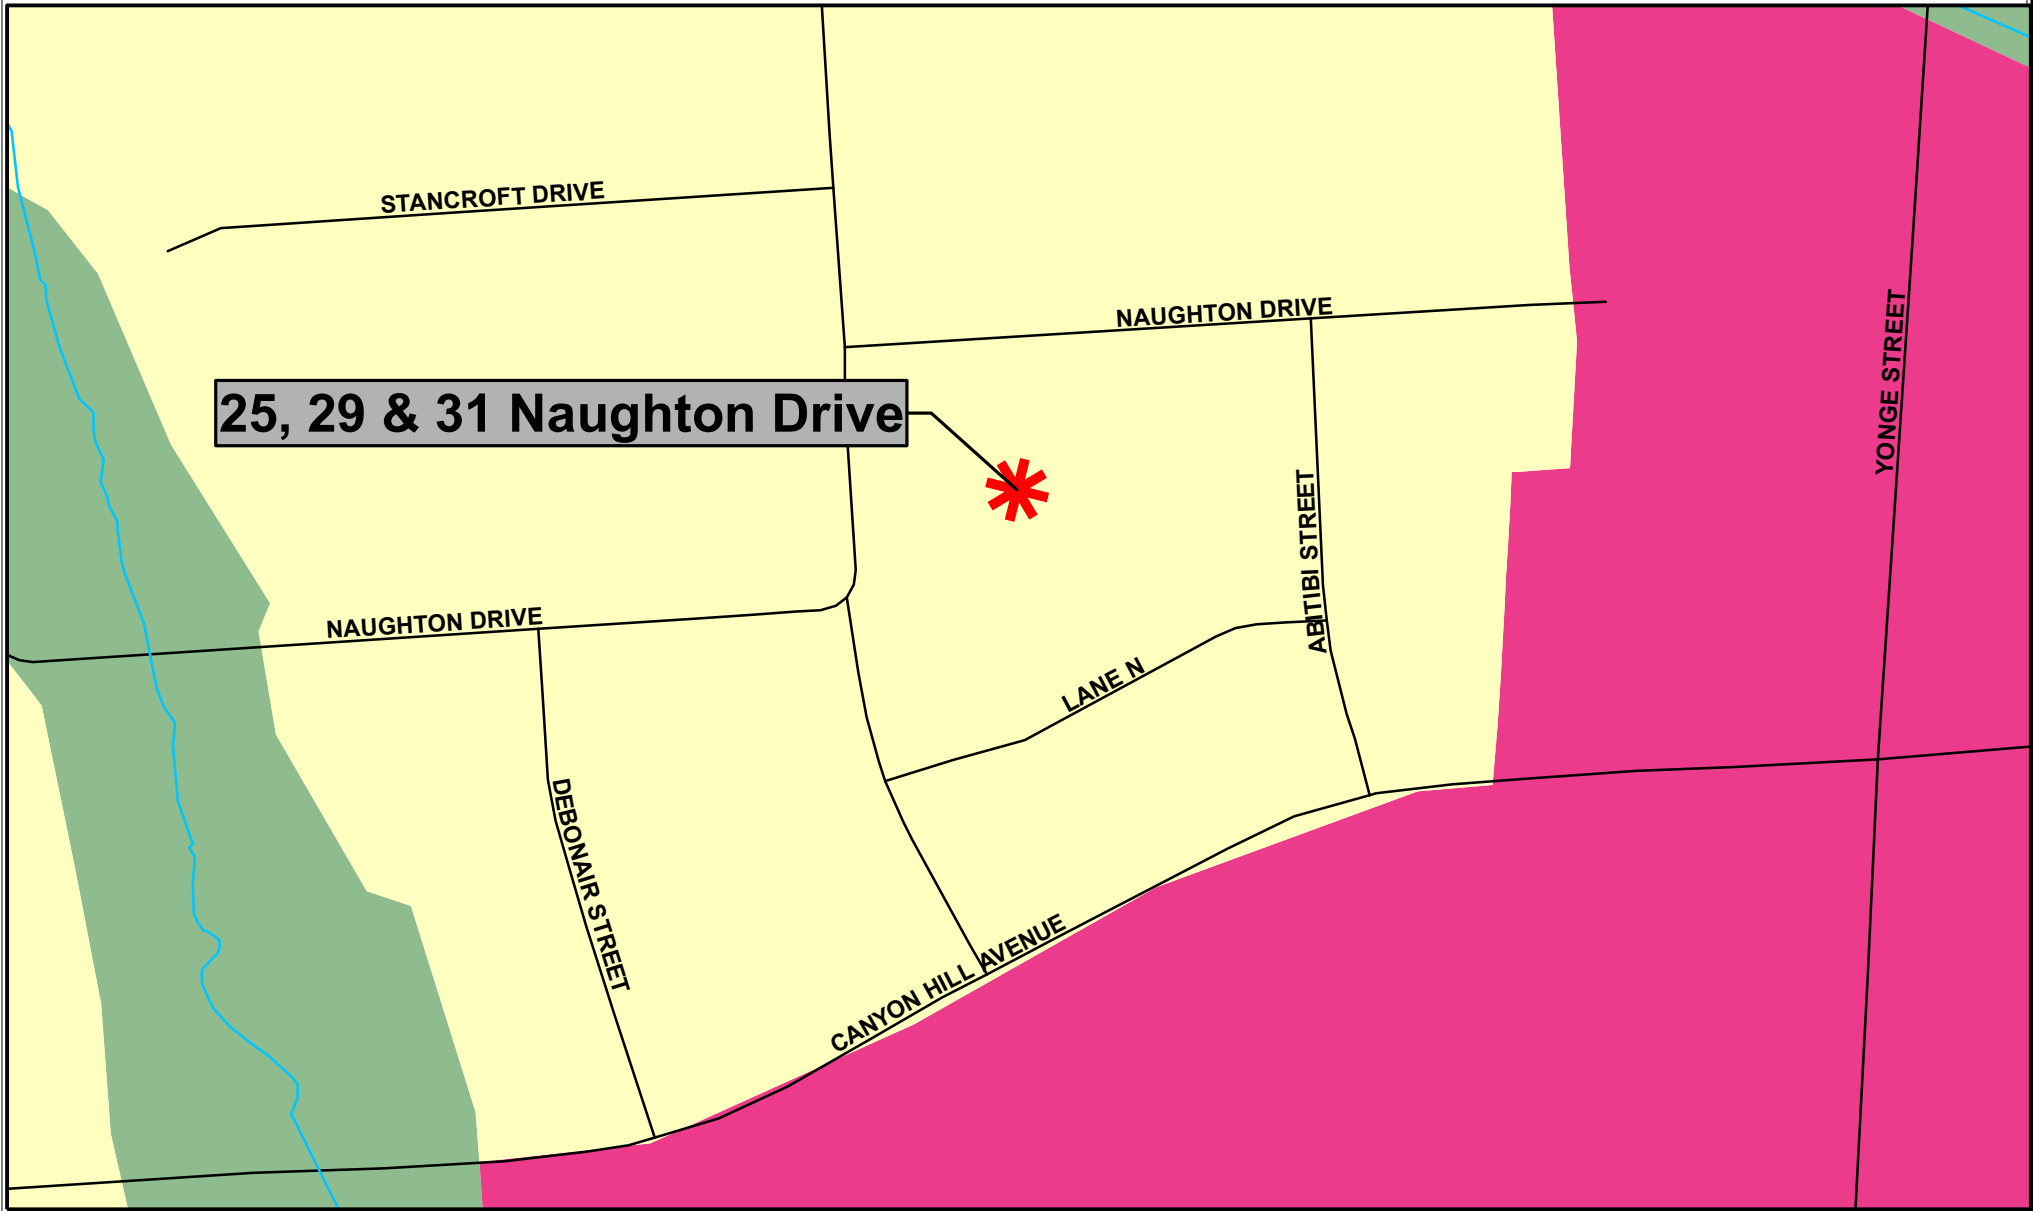 STANCROFT DRIVE
NAUGHTON DRIVE
YONGE STREET
25, 29 & 31 Naughton Drive
ABITIBI STREET
NAUGHTON DRIVE
LANE N
DEBONAIR STREET
CANYON HILL AVENUE